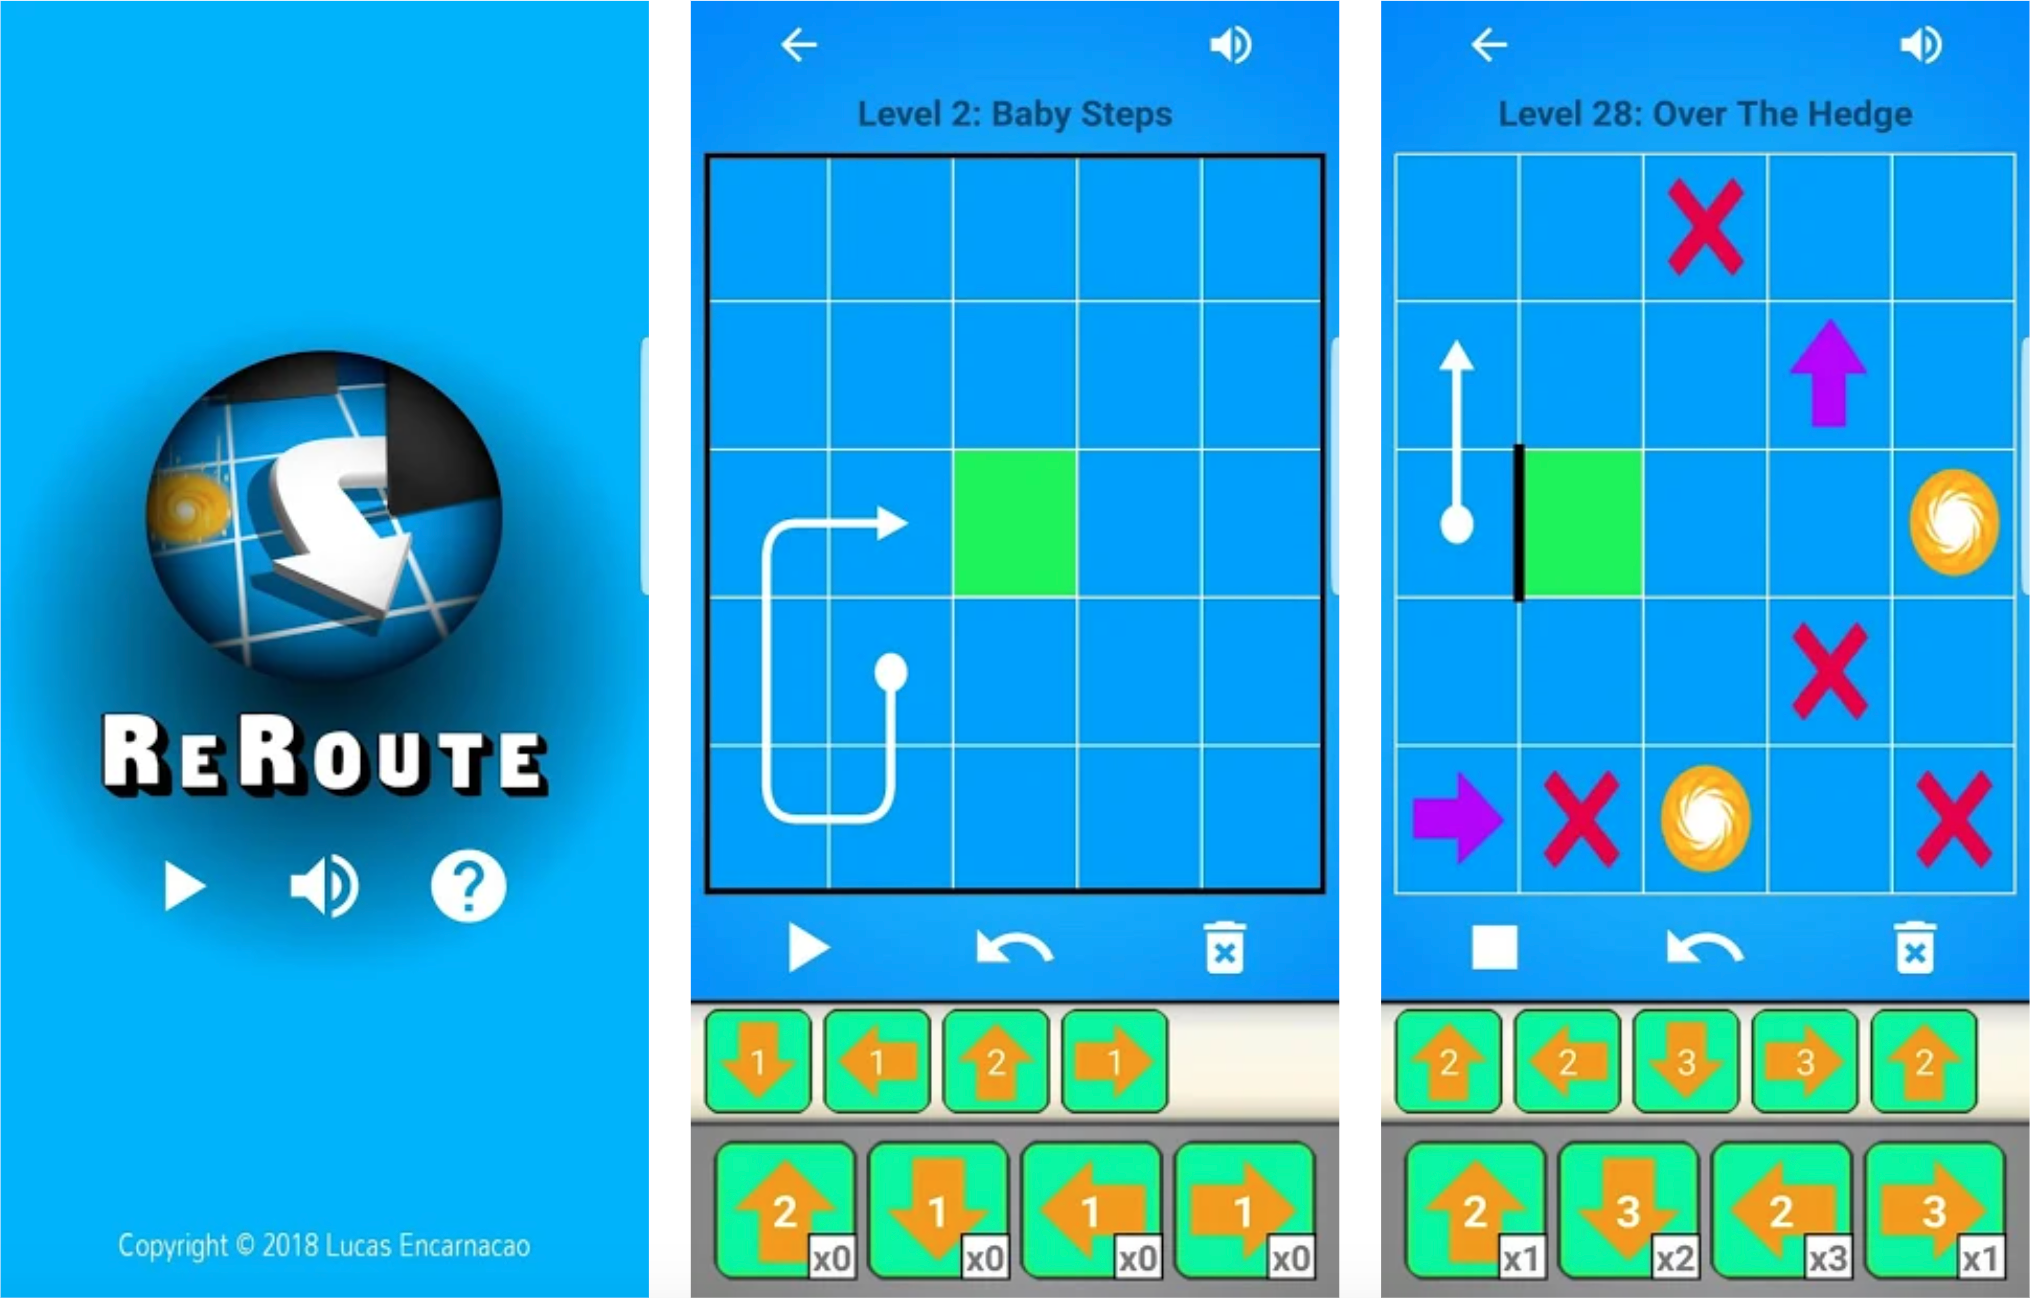 REROUTE
Copyright © 2018 Lucas Encarnacao
Level 2: Baby Steps
1 1 2 1
2 x0 1 x0 1 x0 1 x0
Level 28: Over The Hedge
2 2 3 3 2
2 x1 3 x2 2 x3 3 x1